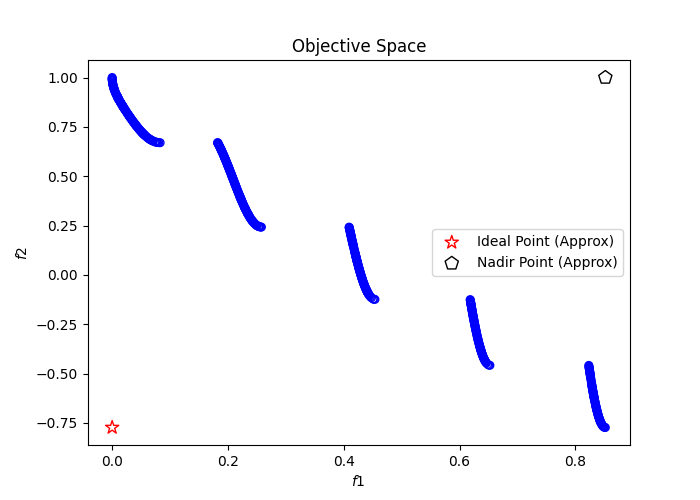 Objective Space
1.00
0.75
0.50
0.25
0.00
−0.25
−0.50
−0.75
f2
Ideal Point (Approx)
Nadir Point (Approx)
0.0 0.2 0.4 0.6 0.8
f1